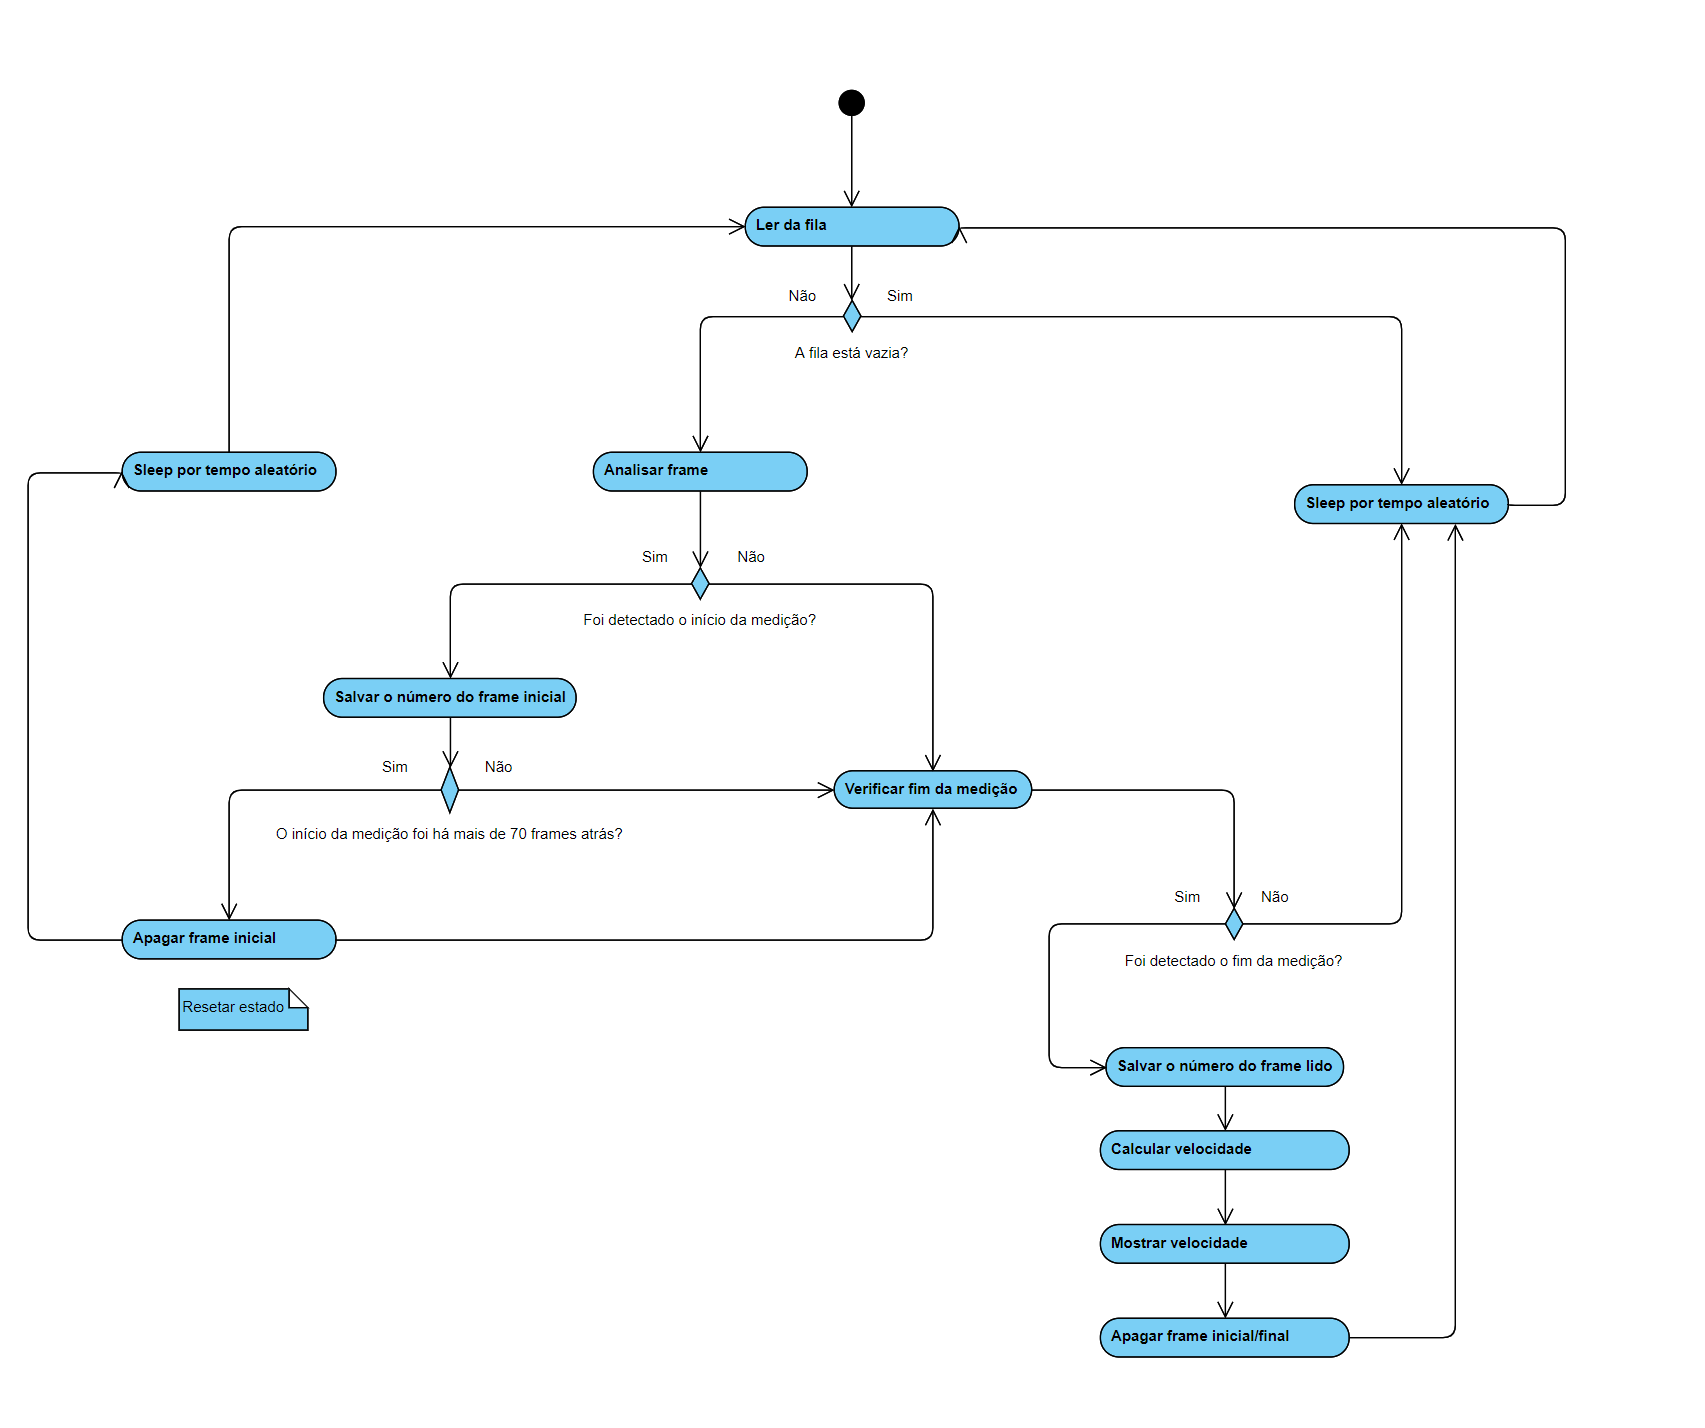 Ler da fila
Não
Sim
A fila está vazia?
Sleep por tempo aleatório
Analisar frame
Sleep por tempo aleatório
Sim
Não
Foi detectado o início da medição?
Salvar o número do frame inicial
Sim
Não
Verificar fim da medição
O início da medição foi há mais de 70 frames atrás?
Sim
Não
Apagar frame inicial
Foi detectado o fim da medição?
Resetar estado
Salvar o número do frame lido
Calcular velocidade
Mostrar velocidade
Apagar frame inicial/final